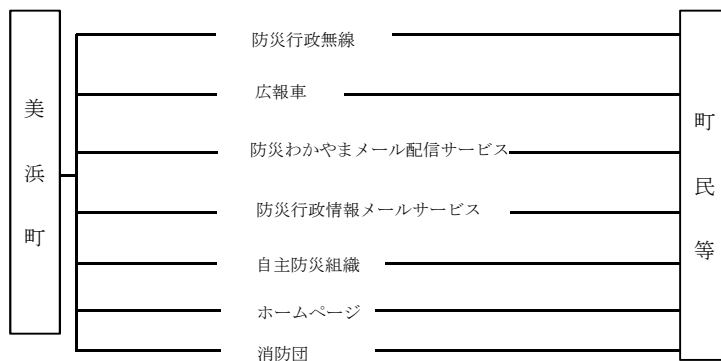 美浜町
防災行政無線
広報車
防災わかやまメール配信サービス
防災行政情報メールサービス
自主防災組織
ホームページ
消防団
町民等